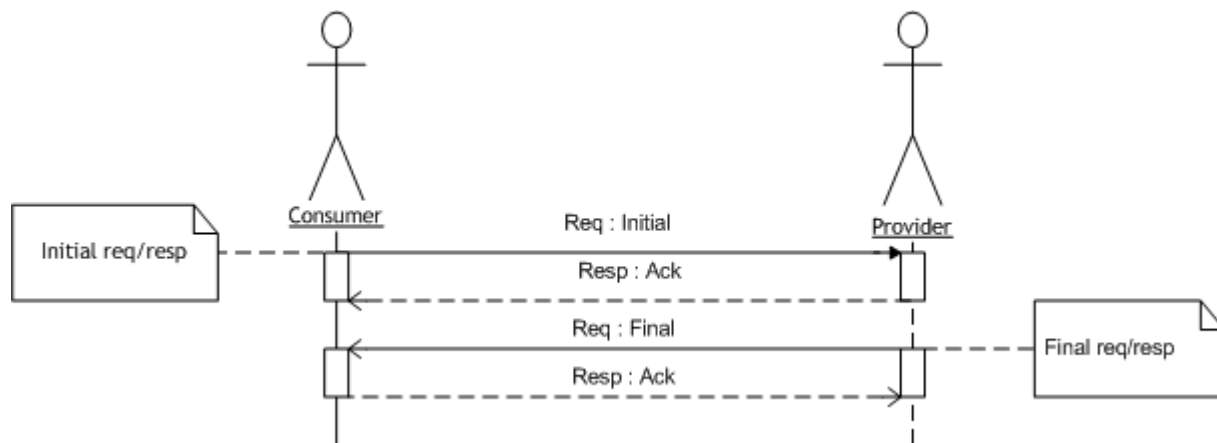 Consumer
Provider
Req : Initial
Initial req/resp
Resp : Ack
Req : Final
Final req/resp
Resp : Ack